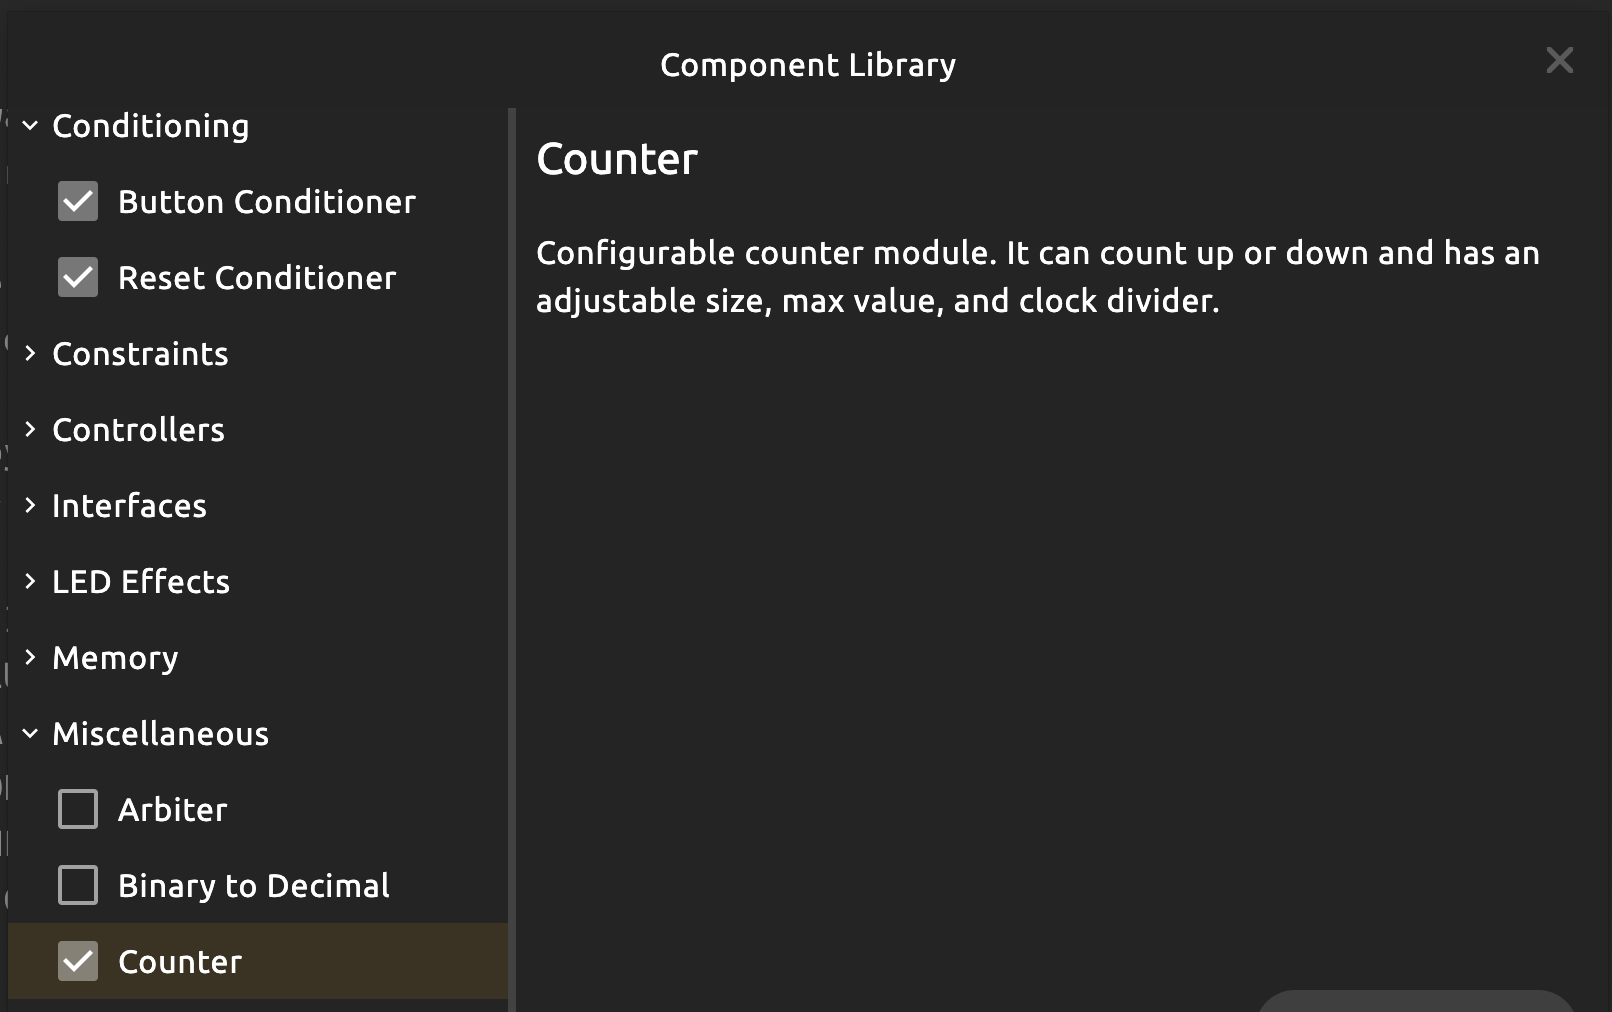 Component Library
Conditioning
Button Conditioner
Reset Conditioner
Constraints
Controllers
Interfaces
LED Effects
Memory
Miscellaneous
Arbiter
Binary to Decimal
Counter
Counter
Configurable counter module. It can count up or down and has an
adjustable size, max value, and clock divider.